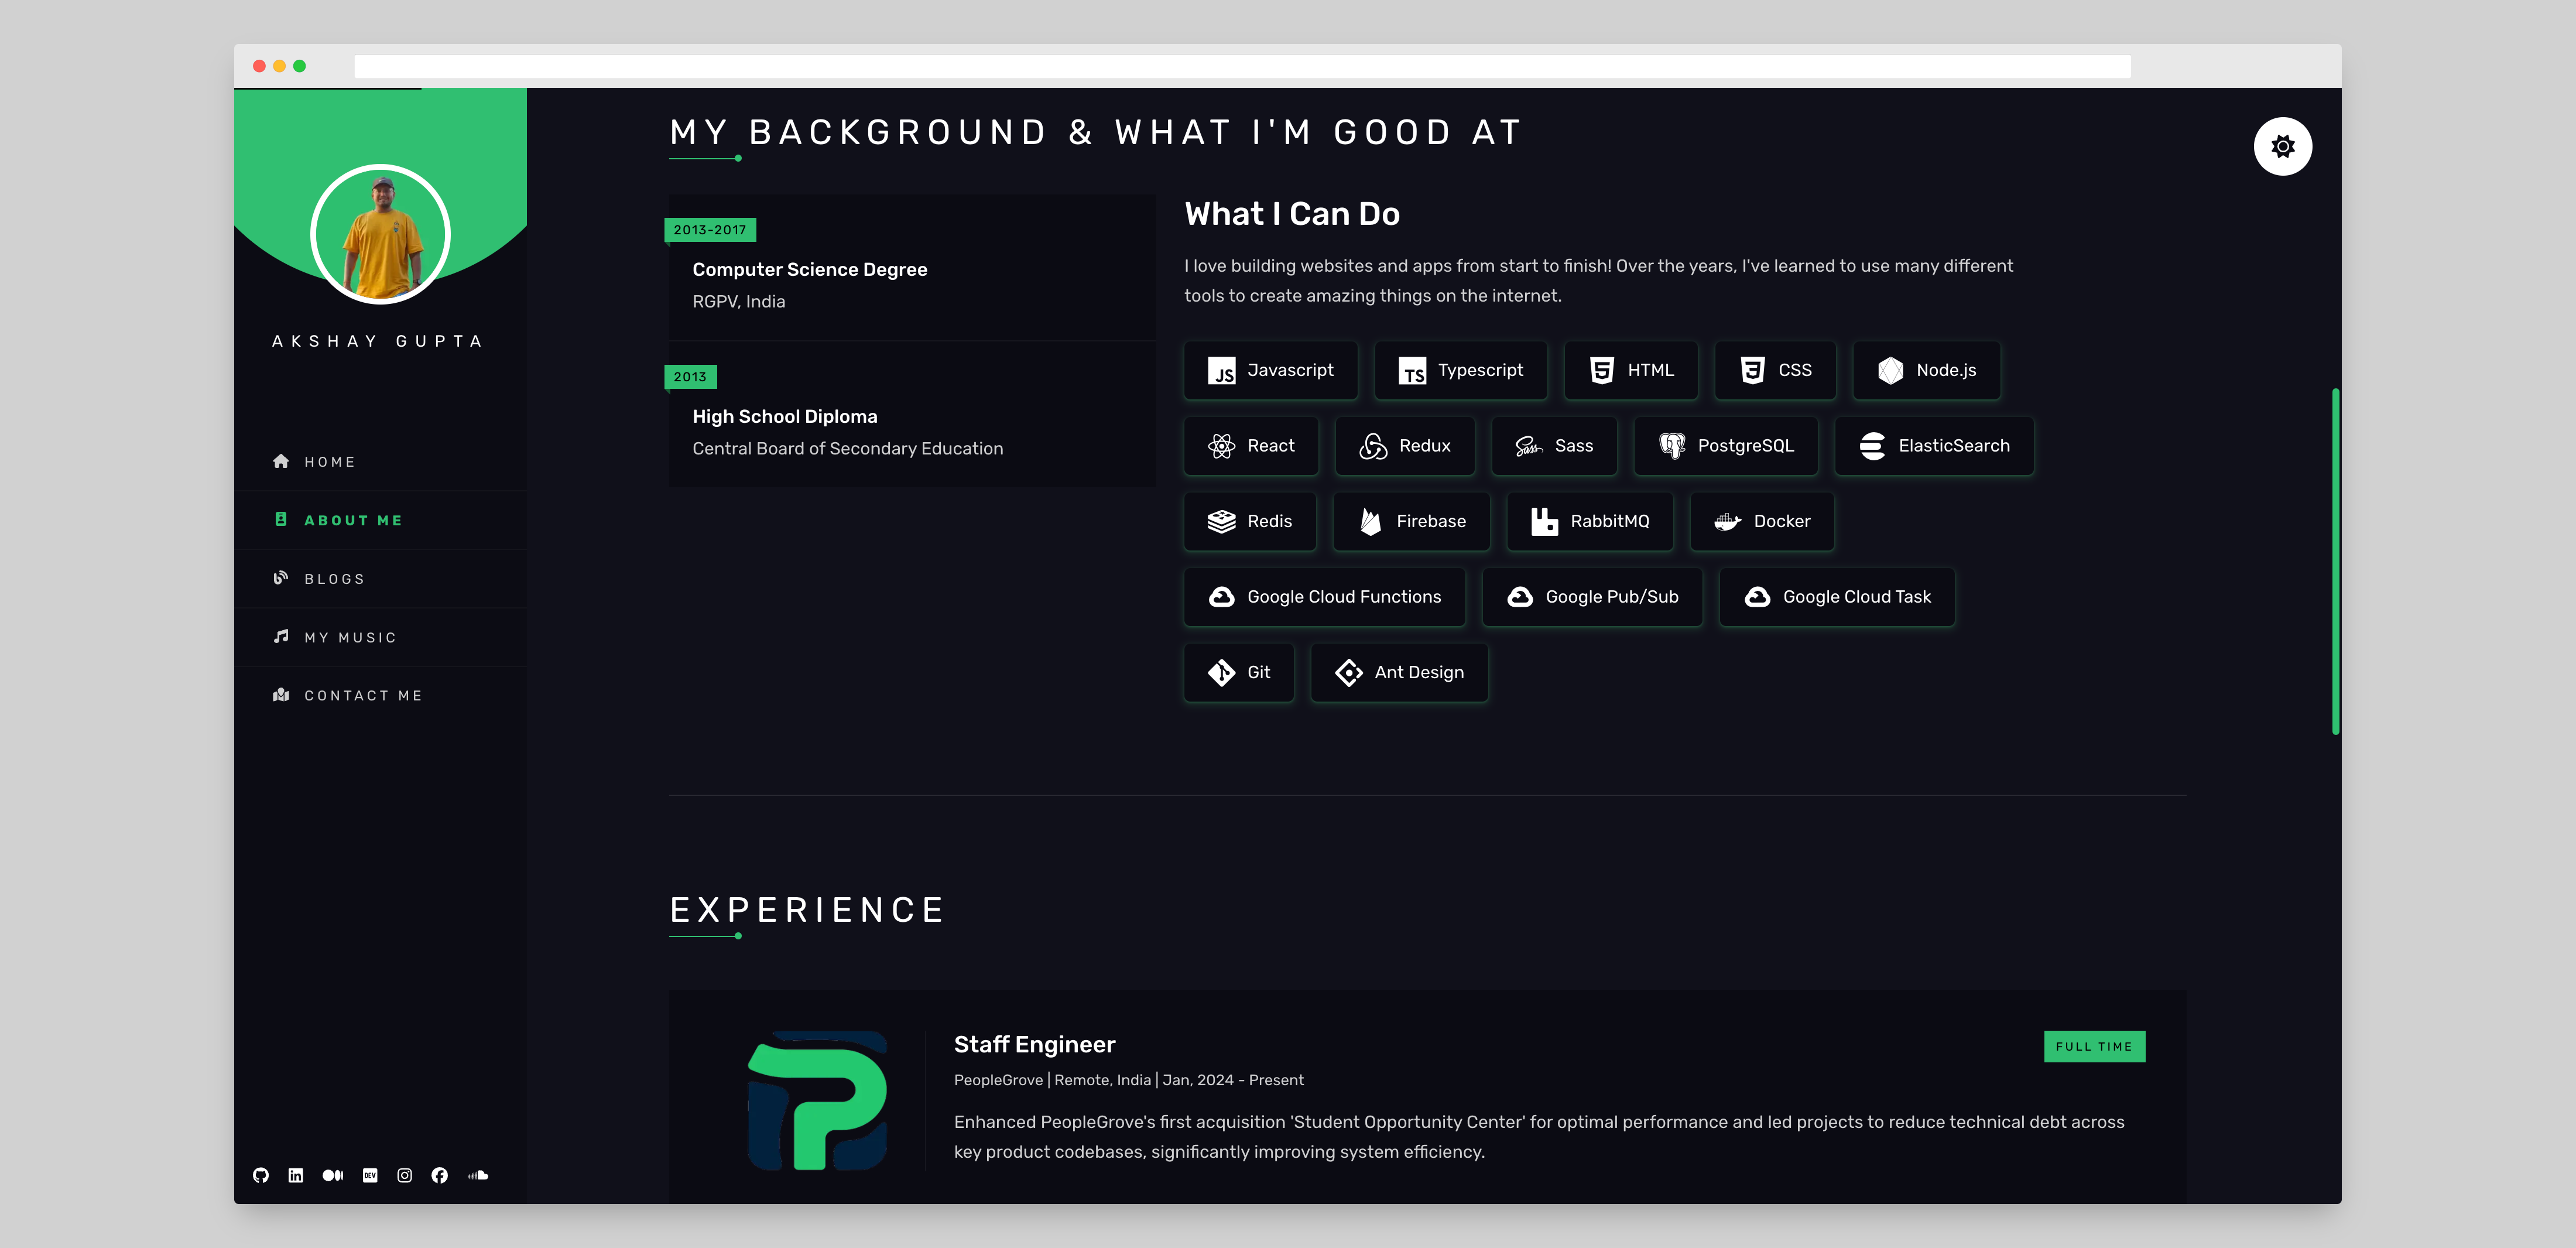 AKSHAY GUPTA
HOME
ABOUT ME
BLOGS
MY MUSIC
CONTACT ME
DEV
MY BACKGROUND & WHAT I'M GOOD AT
2013-2017
Computer Science Degree
RGPV, India
2013
High School Diploma
Central Board of Secondary Education
What I Can Do
I love building websites and apps from start to finish! Over the years, I've learned to use many different
tools to create amazing things on the internet.
JS Javascript TS Typescript HTML CSS Node.js
React Redux Sass Sass PostgreSQL ElasticSearch
Redis Firebase RabbitMQ Docker
Google Cloud Functions Google Pub/Sub Google Cloud Task
Git Ant Design
EXPERIENCE
Staff Engineer
FULL TIME
PeopleGrove | Remote, India | Jan, 2024 - Present
Enhanced PeopleGrove's first acquisition 'Student Opportunity Center' for optimal performance and led projects to reduce technical debt across
key product codebases, significantly improving system efficiency.